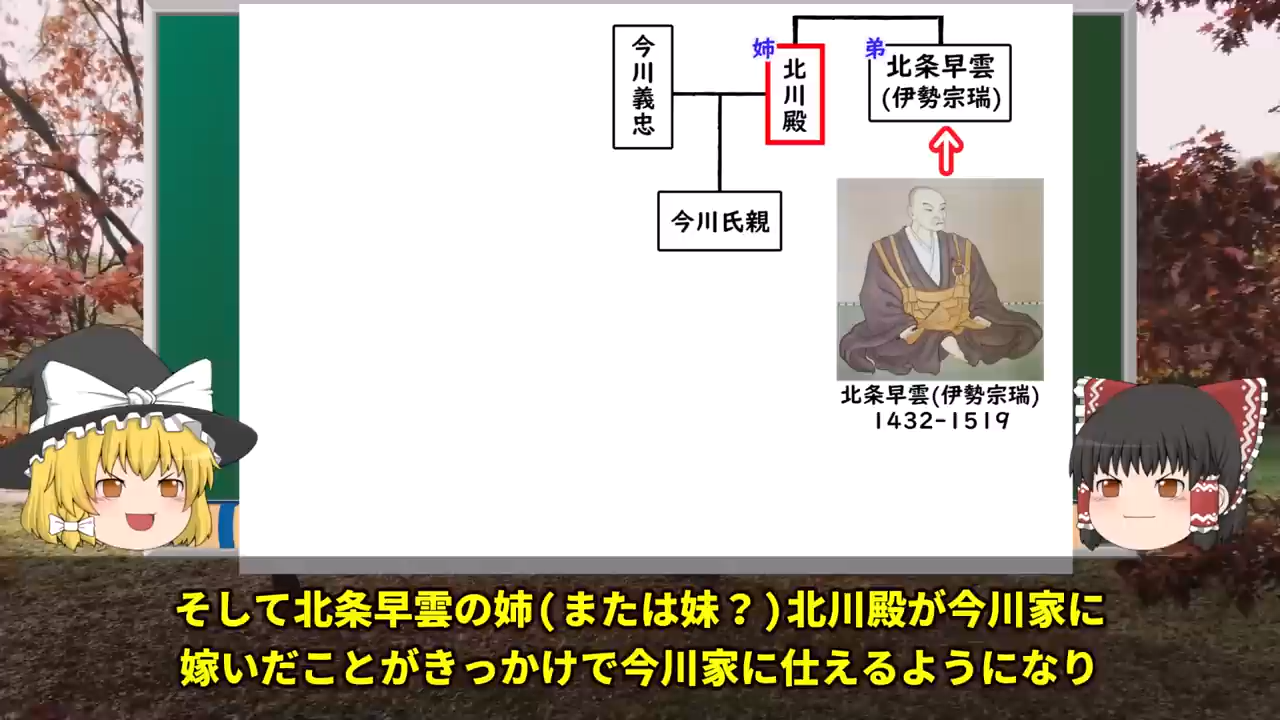 今川義忠
姉
北川殿
弟
北条早雲
(伊勢宗瑞)
今川氏親
北条早雲(伊勢宗瑞)
1432-1519
そして北条早雲の姉(または妹？)北川殿が今川家に
嫁いだことがきっかけで今川家に仕えるようになり